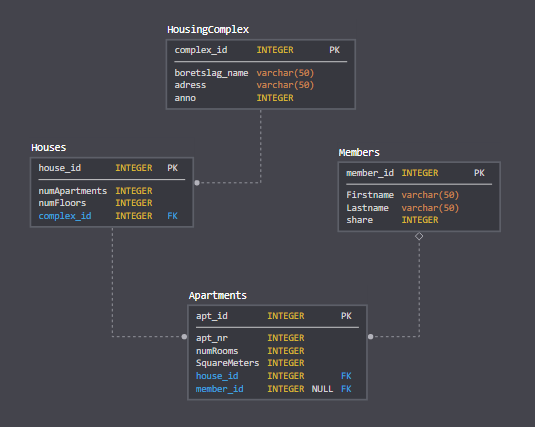 HousingComplex
complex_id INTEGER PK
boretslag_name varchar(50)
adress varchar(50)
anno INTEGER
Houses
house_id INTEGER PK
numApartments INTEGER
numFloors INTEGER
complex_id INTEGER FK
Members
member_id INTEGER PK
Firstname varchar(50)
Lastname varchar(50)
share INTEGER
Apartments
apt_id INTEGER PK
apt_nr INTEGER
numRooms INTEGER
SquareMeters INTEGER
house_id INTEGER FK
member_id INTEGER NULL FK